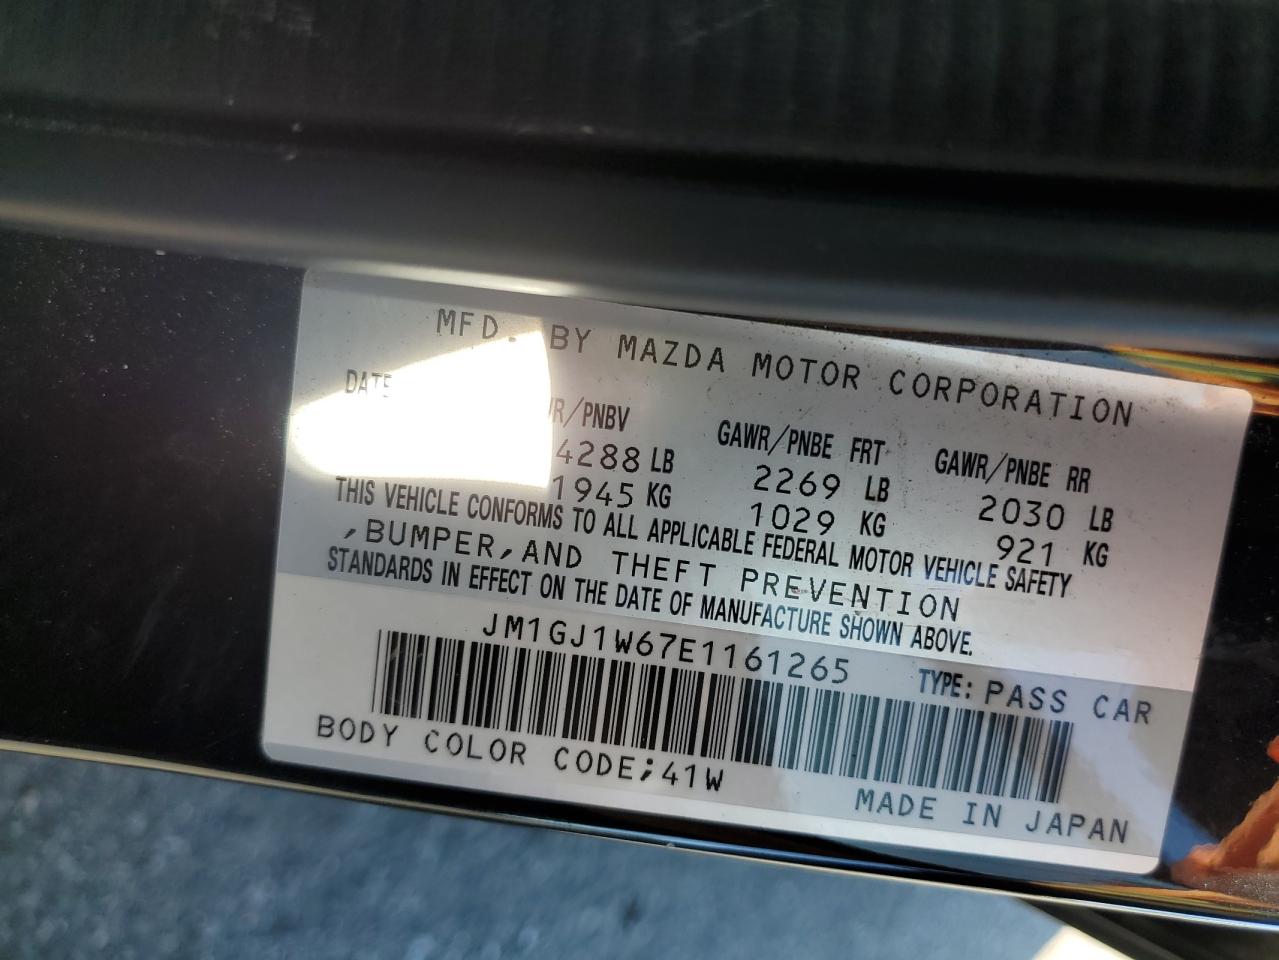 MFD. BY MAZDA MOTOR CORPORATION
DATE
GAWR/PNBE FRT GAWR/PNBE RR
4288 LB 2269 LB 2030 LB
1945 KG 1029 KG 921 KG
THIS VEHICLE CONFORMS TO ALL APPLICABLE FEDERAL MOTOR VEHICLE SAFETY
,BUMPER,AND THEFT PREVENTION
STANDARDS IN EFFECT ON THE DATE OF MANUFACTURE SHOWN ABOVE.
JM1GJ1W67E1161265 TYPE: PASS CAR
BODY COLOR CODE;41W
MADE IN JAPAN